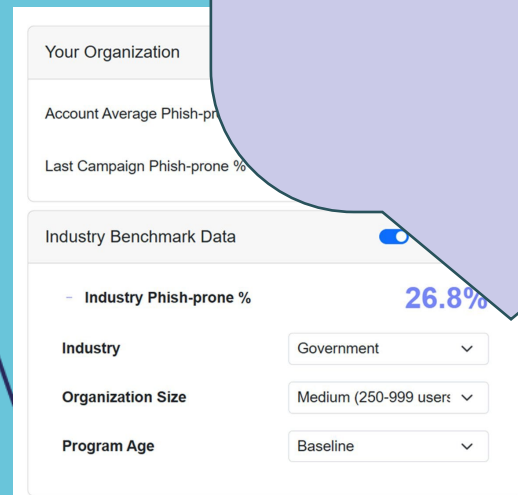 Your Organization
Account Average Phish-pr
Last Campaign Phish-prone %
Industry Benchmark Data
– Industry Phish-prone % 26.8%
Industry Government
Organization Size Medium (250-999 users
Program Age Baseline